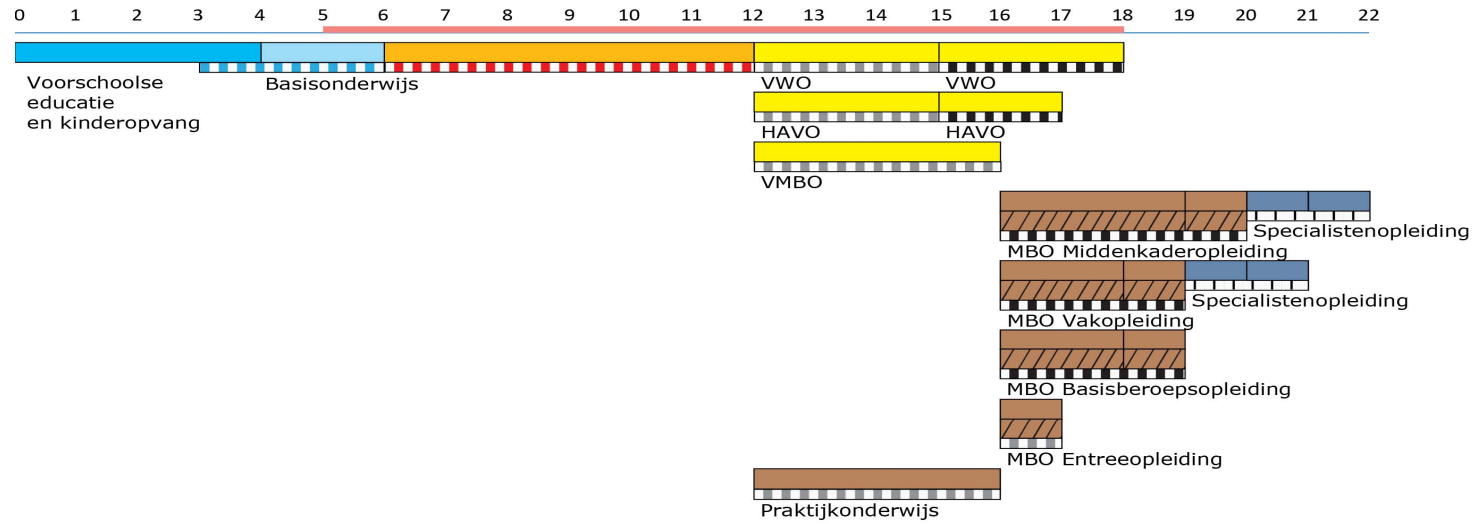 0 1 2 3 4 5 6 7 8 9 10 11 12 13 14 15 16 17 18 19 20 21 22
Voorschoolse
educatie
en kinderopvang
Basisonderwijs
VWO
VWO
HAVO
HAVO
VMBO
Specialistenopleiding
MBO Middenkaderopleiding
Specialistenopleiding
MBO Vakopleiding
MBO Basisberoepsopleiding
MBO Entreeopleiding
Praktijkonderwijs